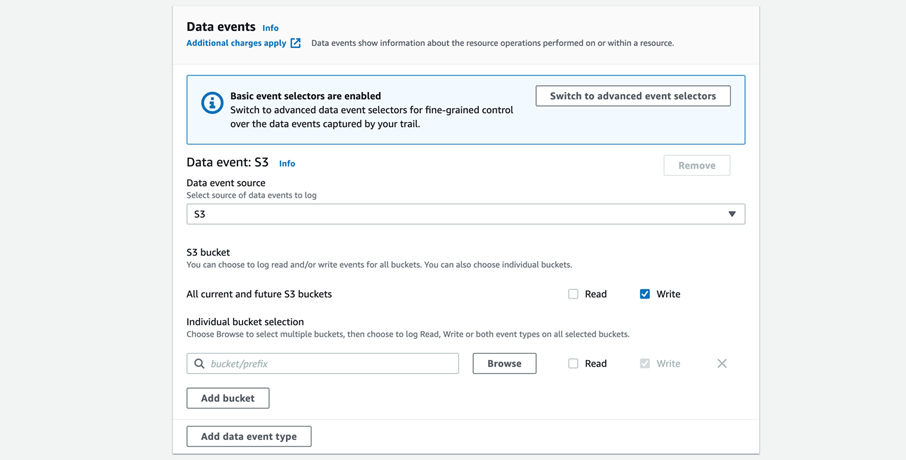 Data events Info
Additional charges apply Data events show information about the resource operations performed on or within a resource.
Basic event selectors are enabled
Switch to advanced data event selectors for fine-grained control
over the data events captured by your trail.
Switch to advanced event selectors
Data event: S3 Info
Remove
Data event source
Select source of data events to log
S3
S3 bucket
You can choose to log read and/or write events for all buckets. You can also choose individual buckets.
All current and future S3 buckets Read Write
Individual bucket selection
Choose Browse to select multiple buckets, then choose to log Read, Write or both event types on all selected buckets.
bucket/prefix Browse Read Write
Add bucket
Add data event type